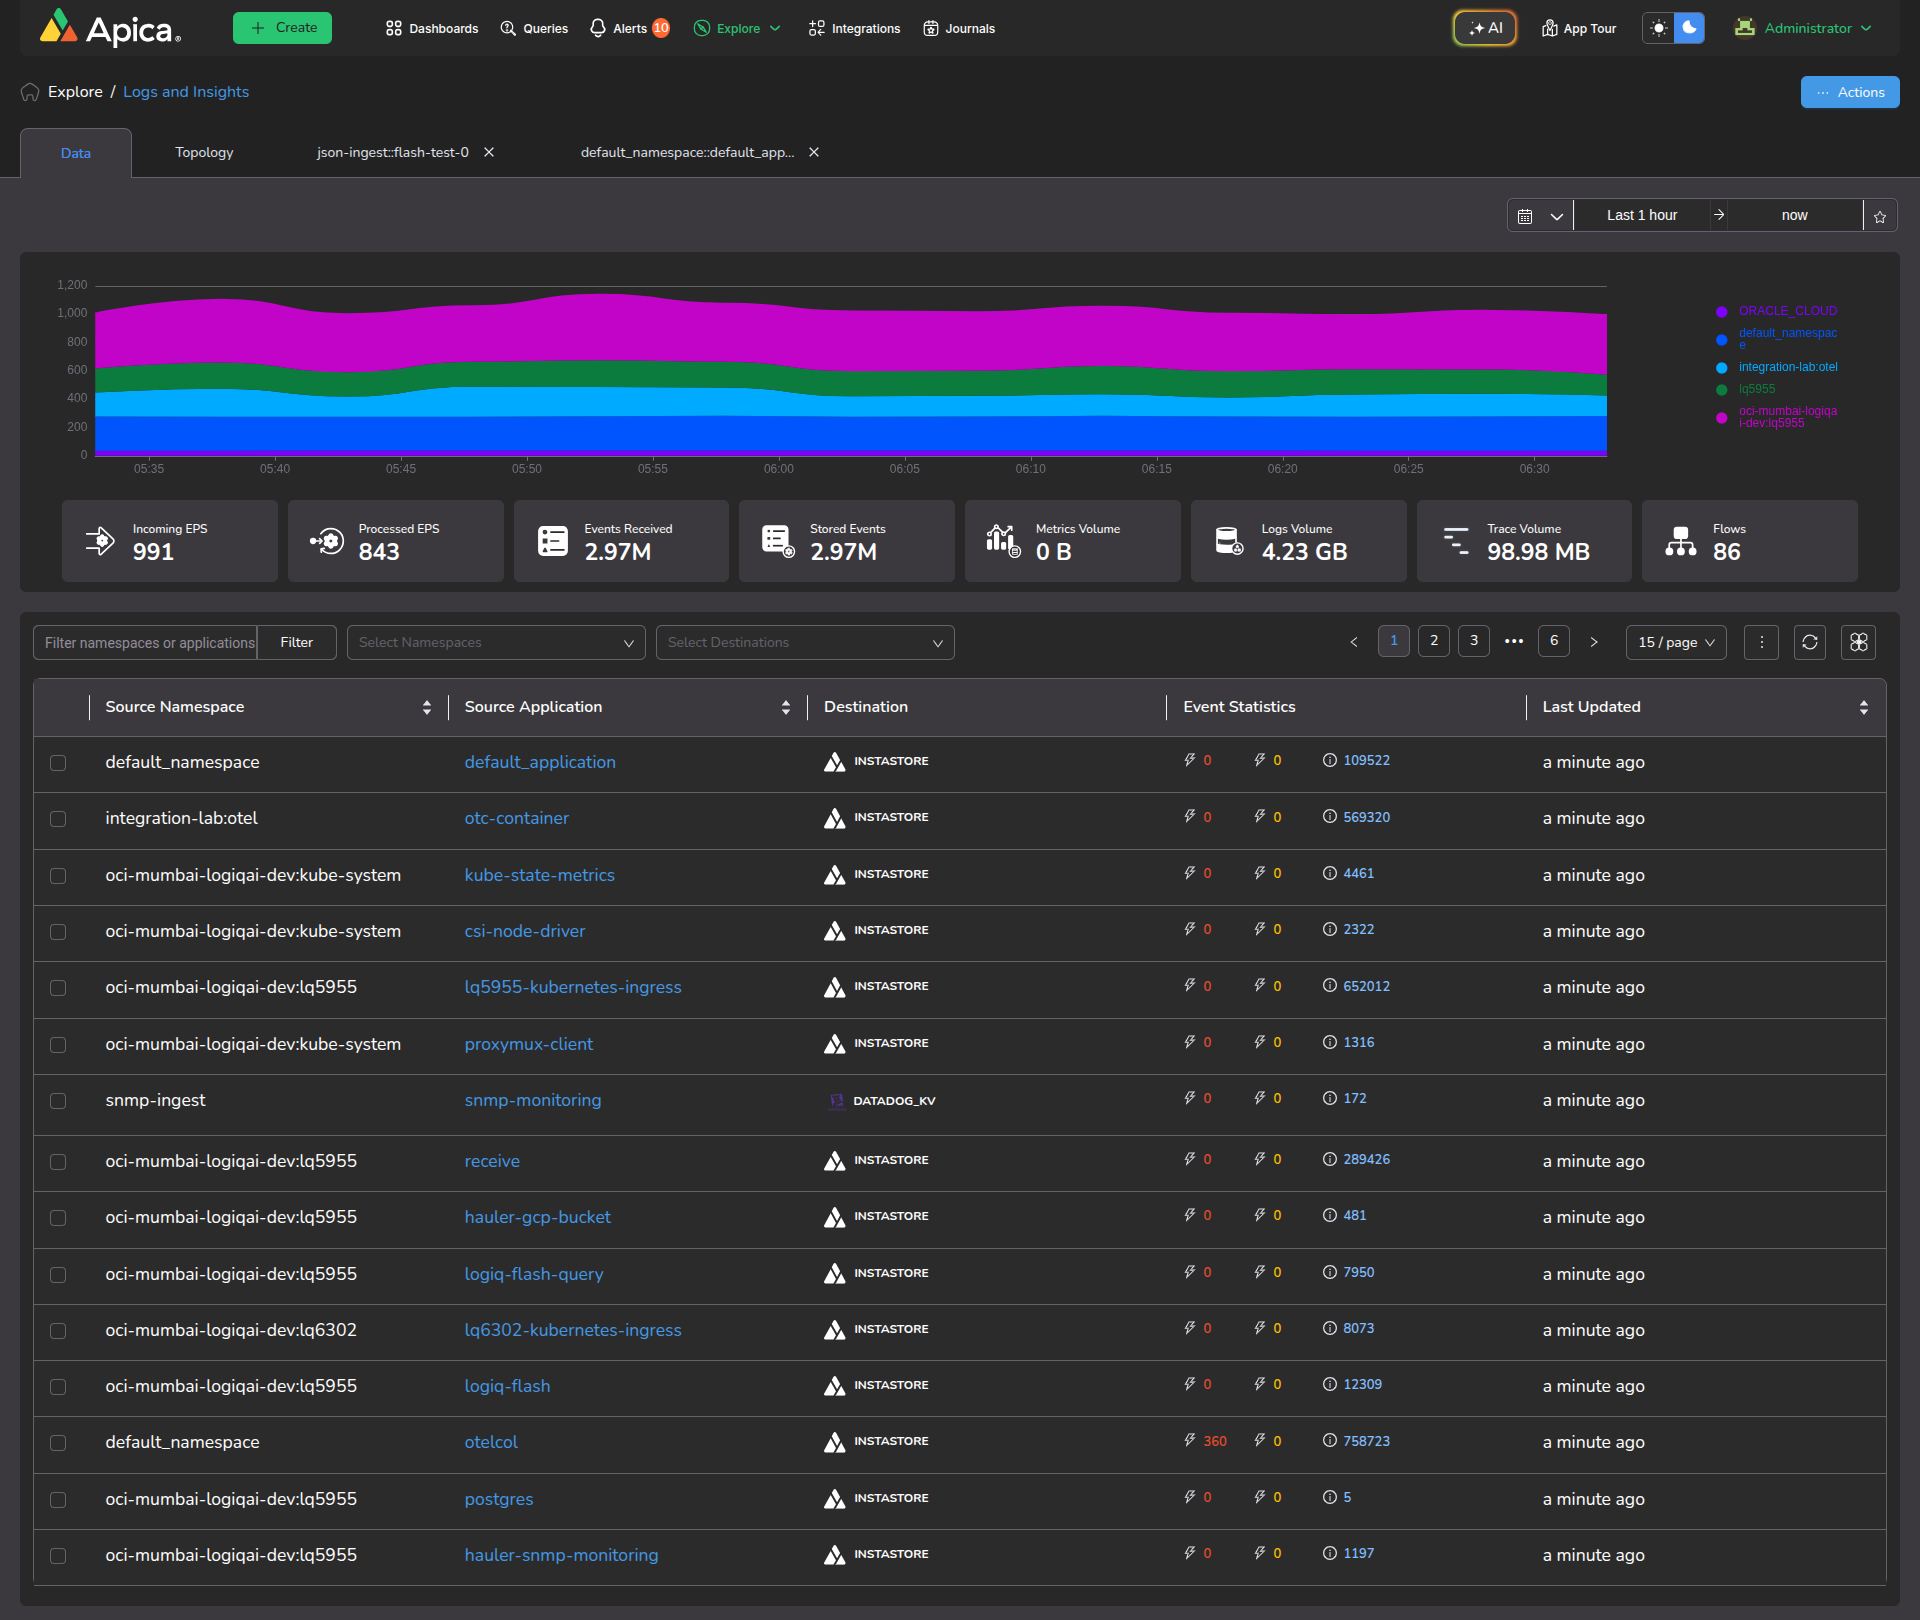 Apica®
Create
Dashboards
Queries
Alerts 10
Explore
Integrations
Journals
AI
App Tour
Administrator
Explore / Logs and Insights
Actions
Data
Topology
json-ingest::flash-test-0
default_namespace::default_app...
Last 1 hour
now
1,200
1,000
800
600
400
200
0
05:35 05:40 05:45 05:50 05:55 06:00 06:05 06:10 06:15 06:20 06:25 06:30
ORACLE_CLOUD
default_namespac
e
integration-lab:otel
lq5955
oci-mumbai-logiqa
i-dev:lq5955
Incoming EPS
991
Processed EPS
843
Events Received
2.97M
Stored Events
2.97M
Metrics Volume
0 B
Logs Volume
4.23 GB
Trace Volume
98.98 MB
Flows
86
Filter namespaces or applications
Filter
Select Namespaces
Select Destinations
1 2 3 ••• 6
15 / page
Source Namespace Source Application Destination Event Statistics Last Updated
default_namespace default_application INSTASTORE 0 0 109522 a minute ago
integration-lab:otel otc-container INSTASTORE 0 0 569320 a minute ago
oci-mumbai-logiqai-dev:kube-system kube-state-metrics INSTASTORE 0 0 4461 a minute ago
oci-mumbai-logiqai-dev:kube-system csi-node-driver INSTASTORE 0 0 2322 a minute ago
oci-mumbai-logiqai-dev:lq5955 lq5955-kubernetes-ingress INSTASTORE 0 0 652012 a minute ago
oci-mumbai-logiqai-dev:kube-system proxymux-client INSTASTORE 0 0 1316 a minute ago
snmp-ingest snmp-monitoring DATADOG_KV 0 0 172 a minute ago
oci-mumbai-logiqai-dev:lq5955 receive INSTASTORE 0 0 289426 a minute ago
oci-mumbai-logiqai-dev:lq5955 hauler-gcp-bucket INSTASTORE 0 0 481 a minute ago
oci-mumbai-logiqai-dev:lq5955 logiq-flash-query INSTASTORE 0 0 7950 a minute ago
oci-mumbai-logiqai-dev:lq6302 lq6302-kubernetes-ingress INSTASTORE 0 0 8073 a minute ago
oci-mumbai-logiqai-dev:lq5955 logiq-flash INSTASTORE 0 0 12309 a minute ago
default_namespace otelcol INSTASTORE 360 0 758723 a minute ago
oci-mumbai-logiqai-dev:lq5955 postgres INSTASTORE 0 0 5 a minute ago
oci-mumbai-logiqai-dev:lq5955 hauler-snmp-monitoring INSTASTORE 0 0 1197 a minute ago